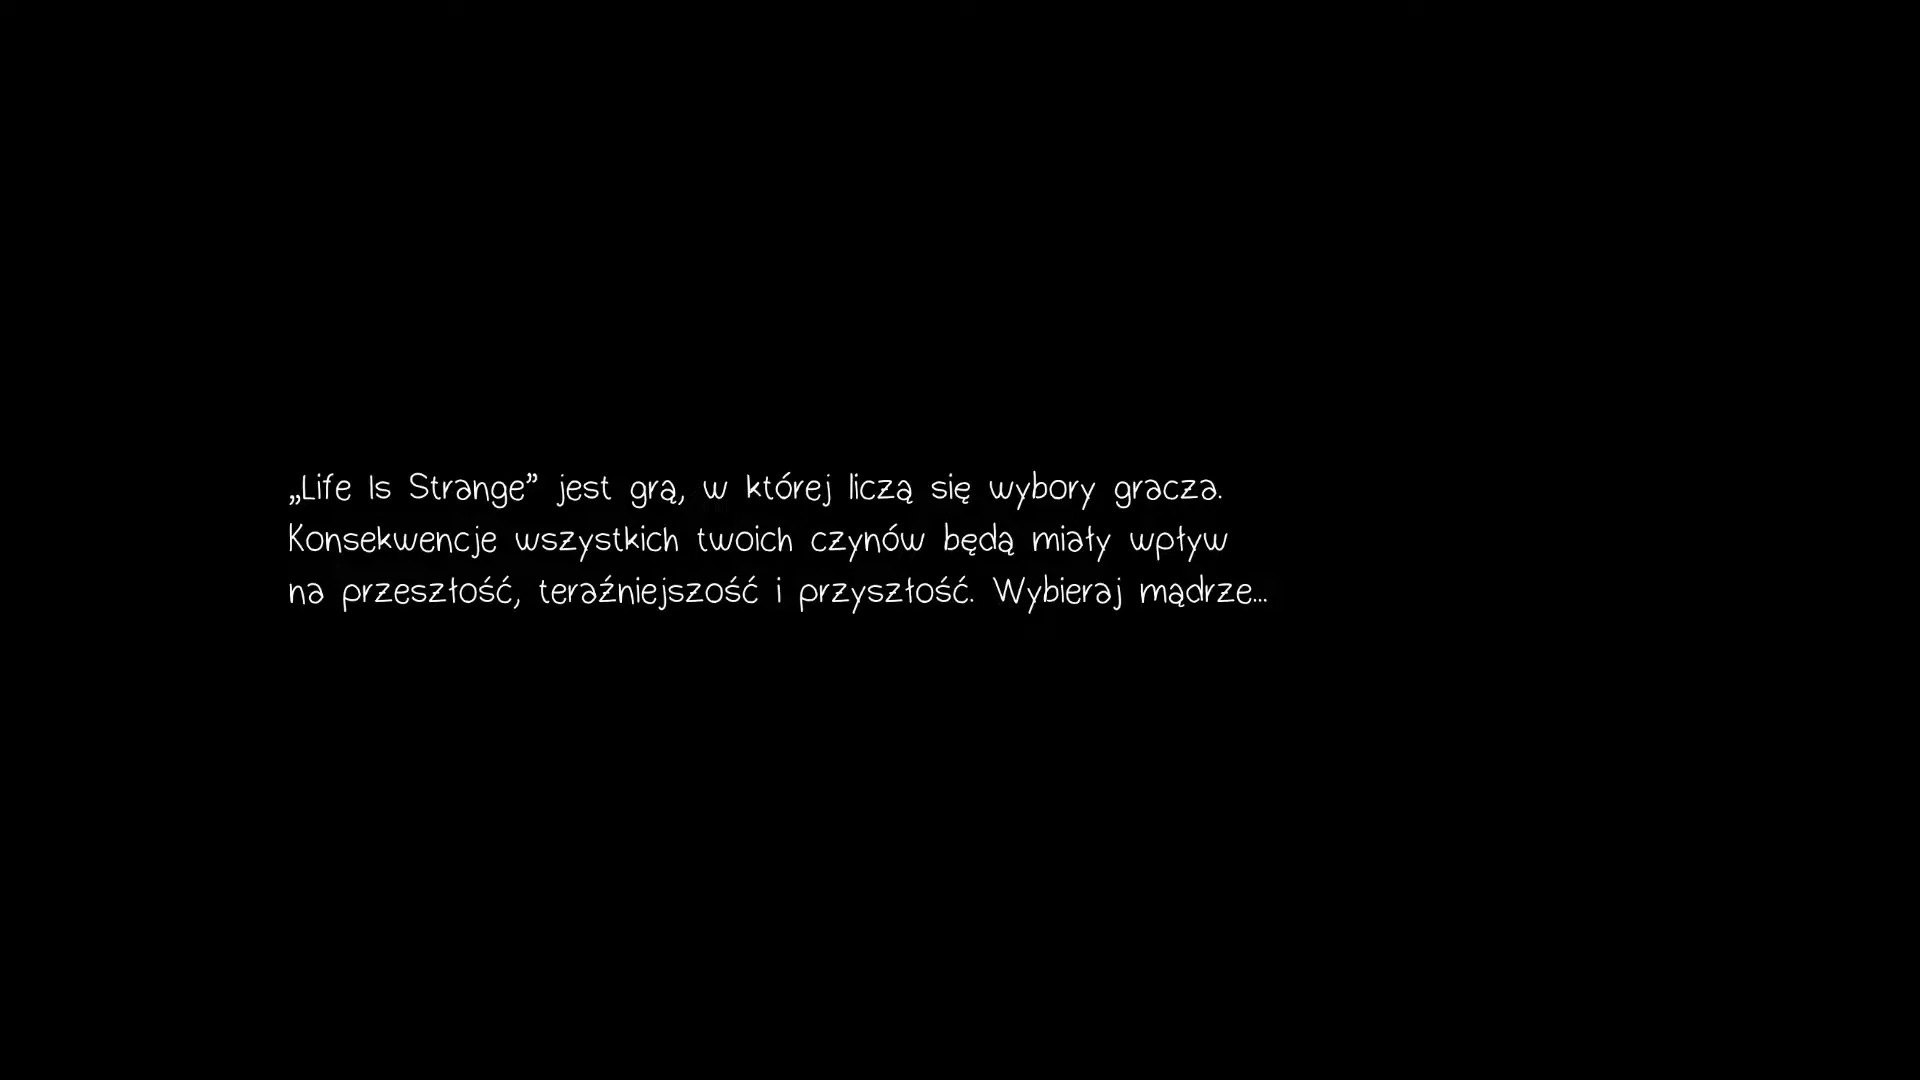 „Life Is Strange” jest grą, w której liczą się wybory gracza.
Konsekwencje wszystkich twoich czynów będą miały wpływ
na przeszłość, teraźniejszość i przyszłość. Wybieraj mądrze...